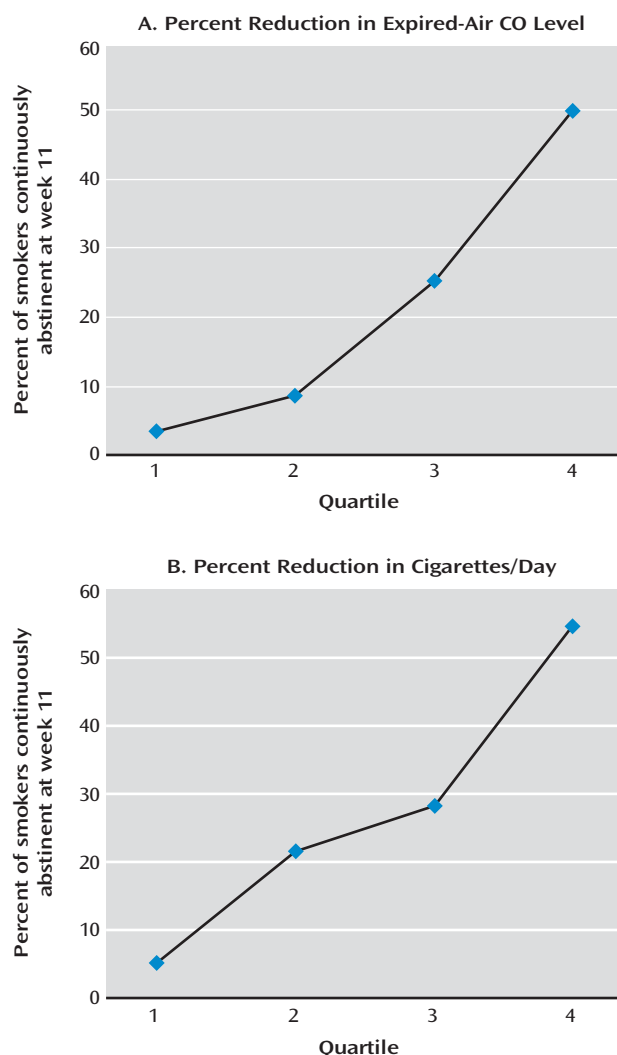 A. Percent Reduction in Expired-Air CO Level
Percent of smokers continuously
abstinent at week 11
60
50
40
30
20
10
0
1 2 3 4
Quartile
B. Percent Reduction in Cigarettes/Day
Percent of smokers continuously
abstinent at week 11
60
50
40
30
20
10
0
1 2 3 4
Quartile